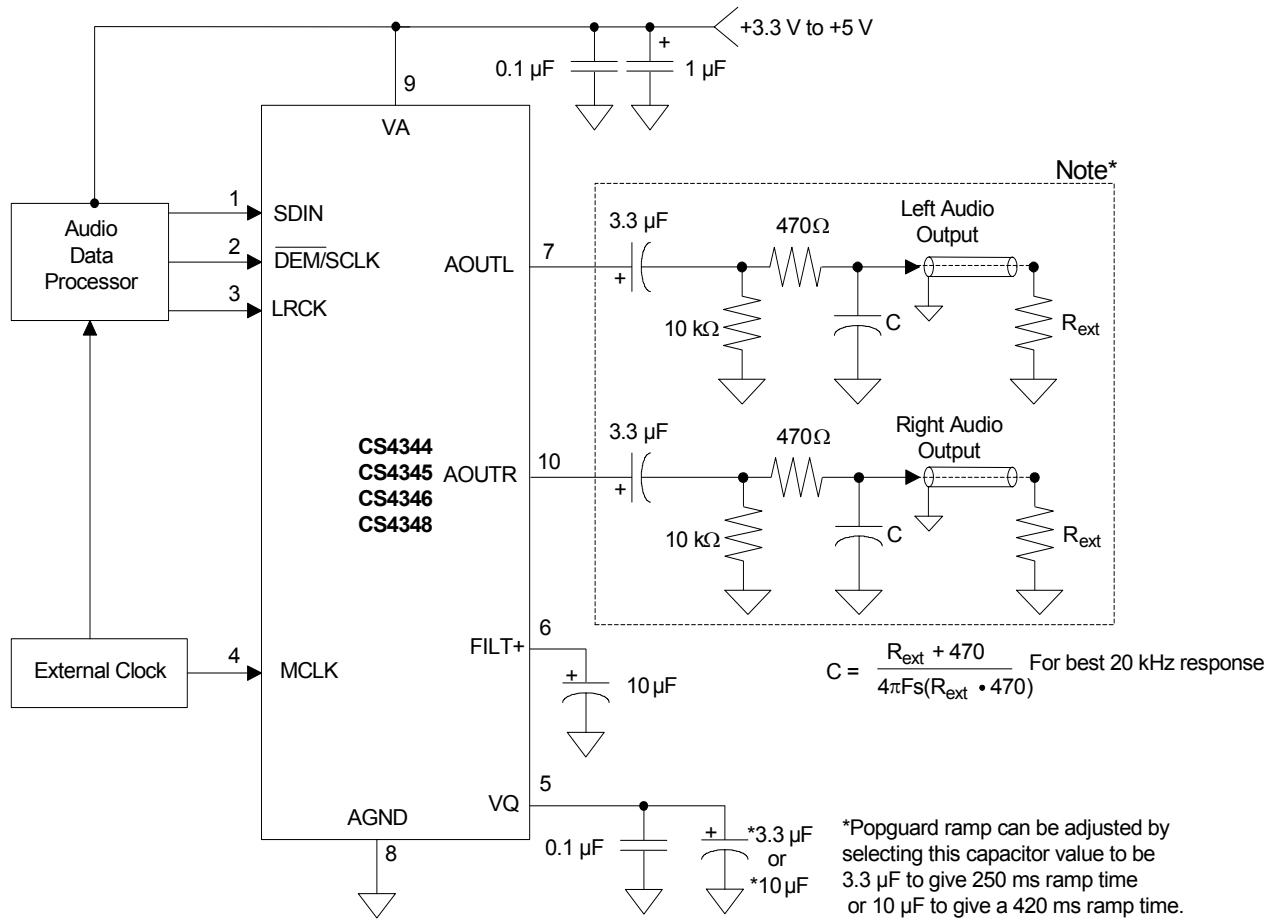 +3.3 V to +5 V
0.1 µF
+
1 µF
9
VA
Note*
Audio
Data
Processor
1
SDIN
2
DEM/SCLK
3
LRCK
AOUTL
7
3.3 µF
+
470Ω
10 kΩ
C
Left Audio
Output
Rext
CS4344
CS4345
CS4346
CS4348
AOUTR
10
3.3 µF
+
470Ω
10 kΩ
C
Right Audio
Output
Rext
External Clock
4
MCLK
FILT+
6
+
10 µF
C = Rext + 470 / 4πFs(Rext • 470) For best 20 kHz response
VQ
5
0.1 µF
+
*3.3 µF
or
*10 µF
AGND
8
*Popguard ramp can be adjusted by
selecting this capacitor value to be
3.3 µF to give 250 ms ramp time
or 10 µF to give a 420 ms ramp time.